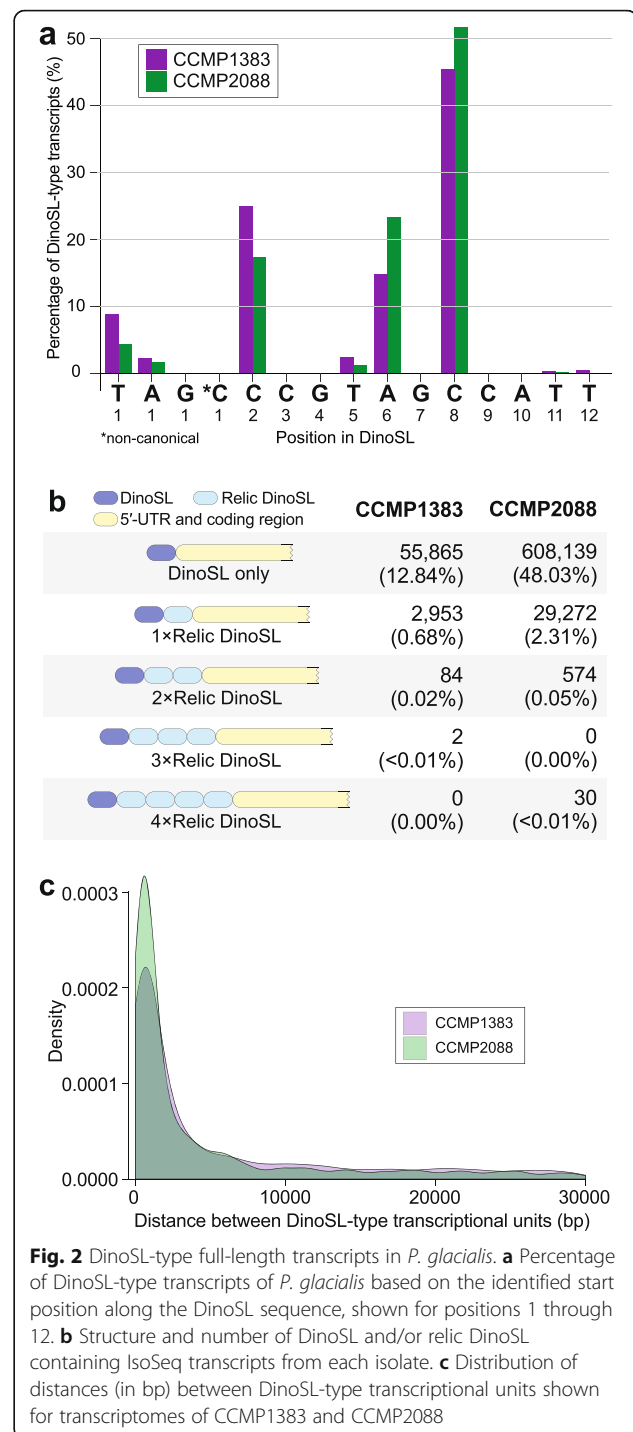 a
Percentage of DinoSL-type transcripts (%)
50
40
30
20
10
0
CCMP1383
CCMP2088
T A G *C C C G T A G C C A T T
1 1 1 1 2 3 4 5 6 7 8 9 10 11 12
*non-canonical
Position in DinoSL
b
DinoSL Relic DinoSL
5′-UTR and coding region
CCMP1383 CCMP2088
DinoSL only
55,865 608,139
(12.84%) (48.03%)
1×Relic DinoSL
2,953 29,272
(0.68%) (2.31%)
2×Relic DinoSL
84 574
(0.02%) (0.05%)
3×Relic DinoSL
2 0
(<0.01%) (0.00%)
4×Relic DinoSL
0 30
(0.00%) (<0.01%)
c
Density
0.0003
0.0002
0.0001
0.0000
CCMP1383
CCMP2088
0 10000 20000 30000
Distance between DinoSL-type transcriptional units (bp)
Fig. 2 DinoSL-type full-length transcripts in P. glacialis. a Percentage
of DinoSL-type transcripts of P. glacialis based on the identified start
position along the DinoSL sequence, shown for positions 1 through
12. b Structure and number of DinoSL and/or relic DinoSL
containing IsoSeq transcripts from each isolate. c Distribution of
distances (in bp) between DinoSL-type transcriptional units shown
for transcriptomes of CCMP1383 and CCMP2088